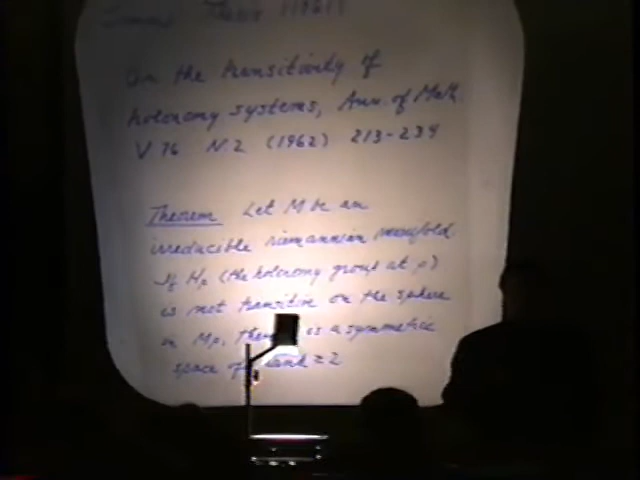 Thesis
On the transitivity of
holonomy systems, Ann. of Math.
V 76 N.2 (1962) 213-234
Theorem Let M be an
irreducible riemannian manifold
If Hp (the holonomy group at p)
is not transitive on the sphere
in Mp, then is a symmetric
space of rank ≥ 2